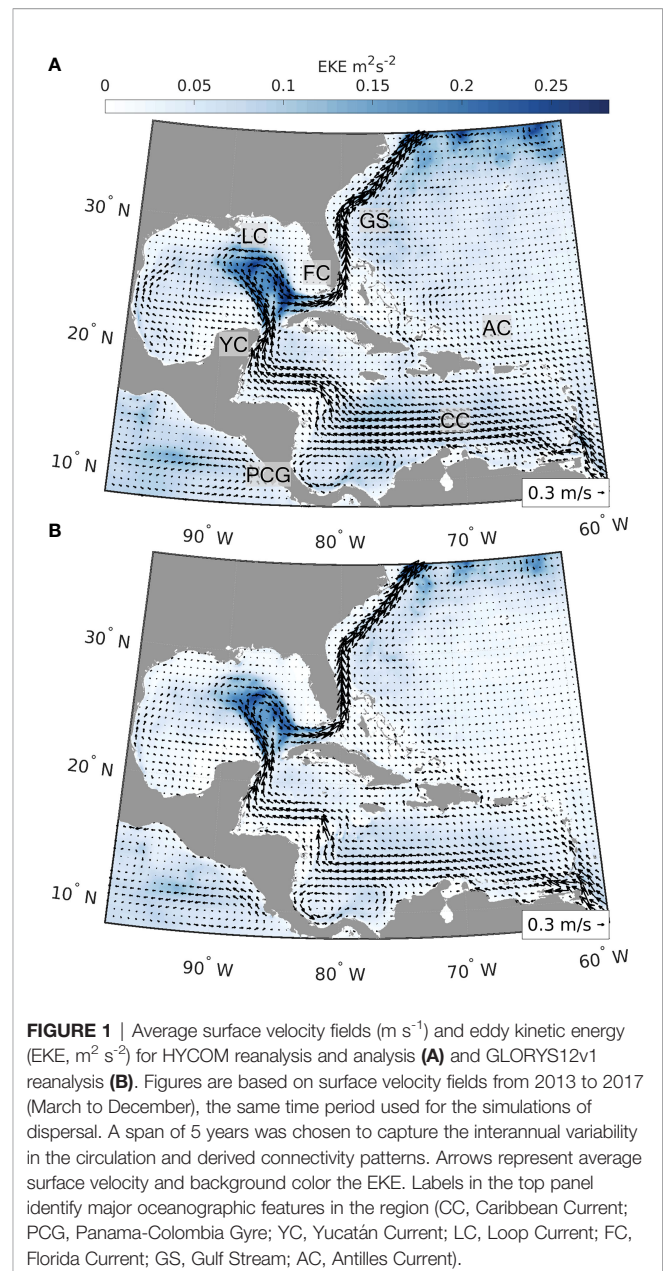 A
EKE m²s⁻²
0 0.05 0.1 0.15 0.2 0.25
30° N
GS
LC
FC
20° N
AC
YC
CC
10° N
PCG
0.3 m/s
B
90° W 80° W 70° W 60° W
30° N
20° N
10° N
0.3 m/s
90° W 80° W 70° W 60° W
FIGURE 1 | Average surface velocity fields (m s⁻¹) and eddy kinetic energy
(EKE, m² s⁻²) for HYCOM reanalysis and analysis (A) and GLORYS12v1
reanalysis (B). Figures are based on surface velocity fields from 2013 to 2017
(March to December), the same time period used for the simulations of
dispersal. A span of 5 years was chosen to capture the interannual variability
in the circulation and derived connectivity patterns. Arrows represent average
surface velocity and background color the EKE. Labels in the top panel
identify major oceanographic features in the region (CC, Caribbean Current;
PCG, Panama-Colombia Gyre; YC, Yucatán Current; LC, Loop Current; FC,
Florida Current; GS, Gulf Stream; AC, Antilles Current).